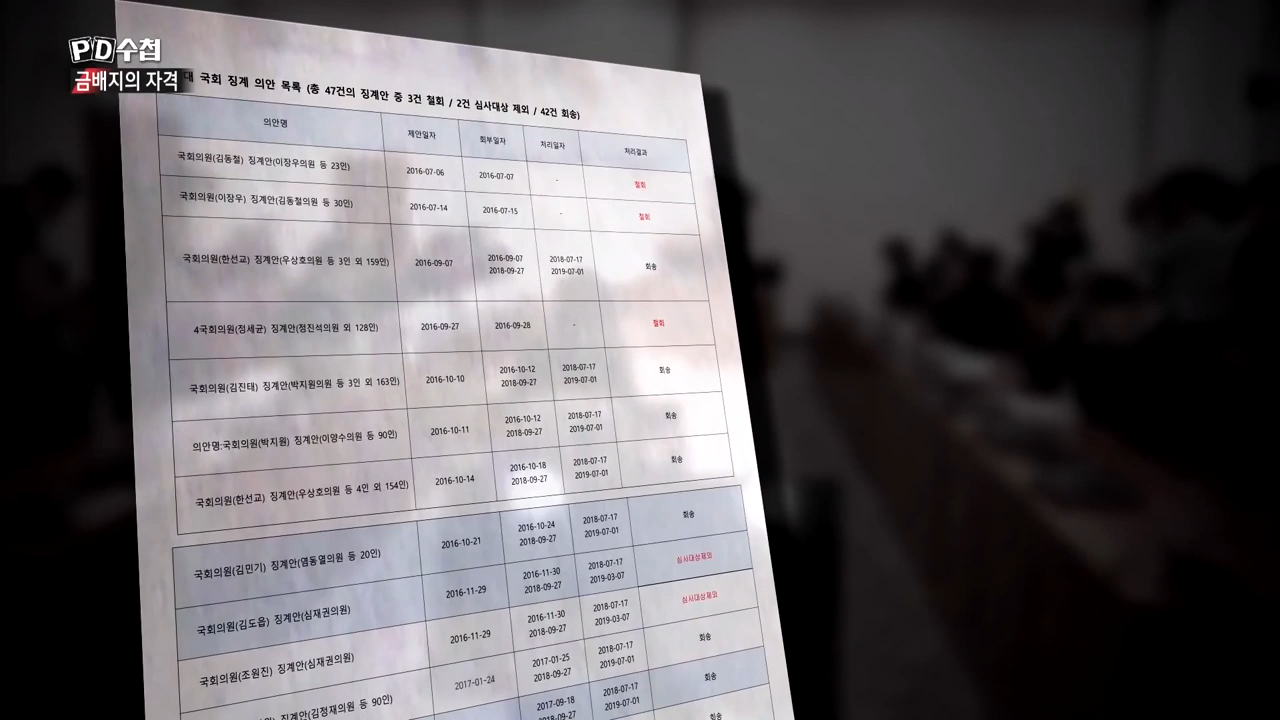 PD수첩
금배지의 자격
대 국회 징계 의안 목록 (총 47건의 징계안 중 3건 철회 / 2건 심사대상 제외 / 42건 회송)
의안명 제안일자 회부일자 처리일자 처리결과
국회의원(김동철) 징계안(이장우의원 등 23인) 2016-07-06 2016-07-07 - 철회
국회의원(이장우) 징계안(김동철의원 등 30인) 2016-07-14 2016-07-15 - 철회
국회의원(한선교) 징계안(우상호의원 등 3인 외 159인) 2016-09-07 2016-09-07 2018-07-17 회송
2018-09-27 2019-07-01
4국회의원(정세균) 징계안(정진석의원 외 128인) 2016-09-27 2016-09-28 - 철회
국회의원(김진태) 징계안(박지원의원 등 3인 외 163인) 2016-10-10 2016-10-12 2018-07-17 회송
2018-09-27 2019-07-01
의안명:국회의원(박지원) 징계안(이양수의원 등 90인) 2016-10-11 2016-10-12 2018-07-17 회송
2018-09-27 2019-07-01
국회의원(한선교) 징계안(우상호의원 등 4인 외 154인) 2016-10-14 2016-10-18 2018-07-17 회송
2018-09-27 2019-07-01
국회의원(김민기) 징계안(염동열의원 등 20인) 2016-10-21 2016-10-24 2018-07-17 회송
2018-09-27 2019-07-01
국회의원(김도읍) 징계안(심재권의원) 2016-11-29 2016-11-30 2018-07-17 심사대상제외
2018-09-27 2019-03-07
국회의원(조원진) 징계안(심재권의원) 2016-11-29 2016-11-30 2018-07-17 심사대상제외
2018-09-27 2019-03-07
징계안(김정재의원 등 90인) 2017-01-24 2017-01-25 2018-07-17 회송
2018-09-27 2019-07-01
2017-09-18 2018-07-17 회송
2018-09-27 2019-07-01
회송